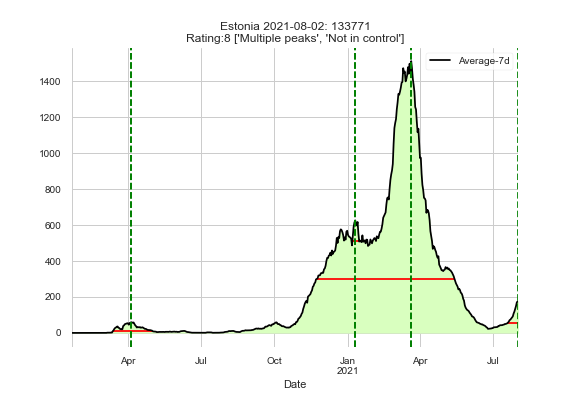 Estonia 2021-08-02: 133771
Rating:8 ['Multiple peaks', 'Not in control']
Average-7d
1400
1200
1000
800
600
400
200
0
Apr Jul Oct Jan Apr Jul
2021
Date